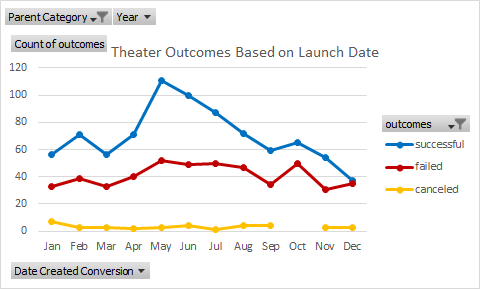 Parent Category Year
Count of outcomes
Theater Outcomes Based on Launch Date
120
100
80
60
40
20
0
Jan Feb Mar Apr May Jun Jul Aug Sep Oct Nov Dec
outcomes
successful
failed
canceled
Date Created Conversion